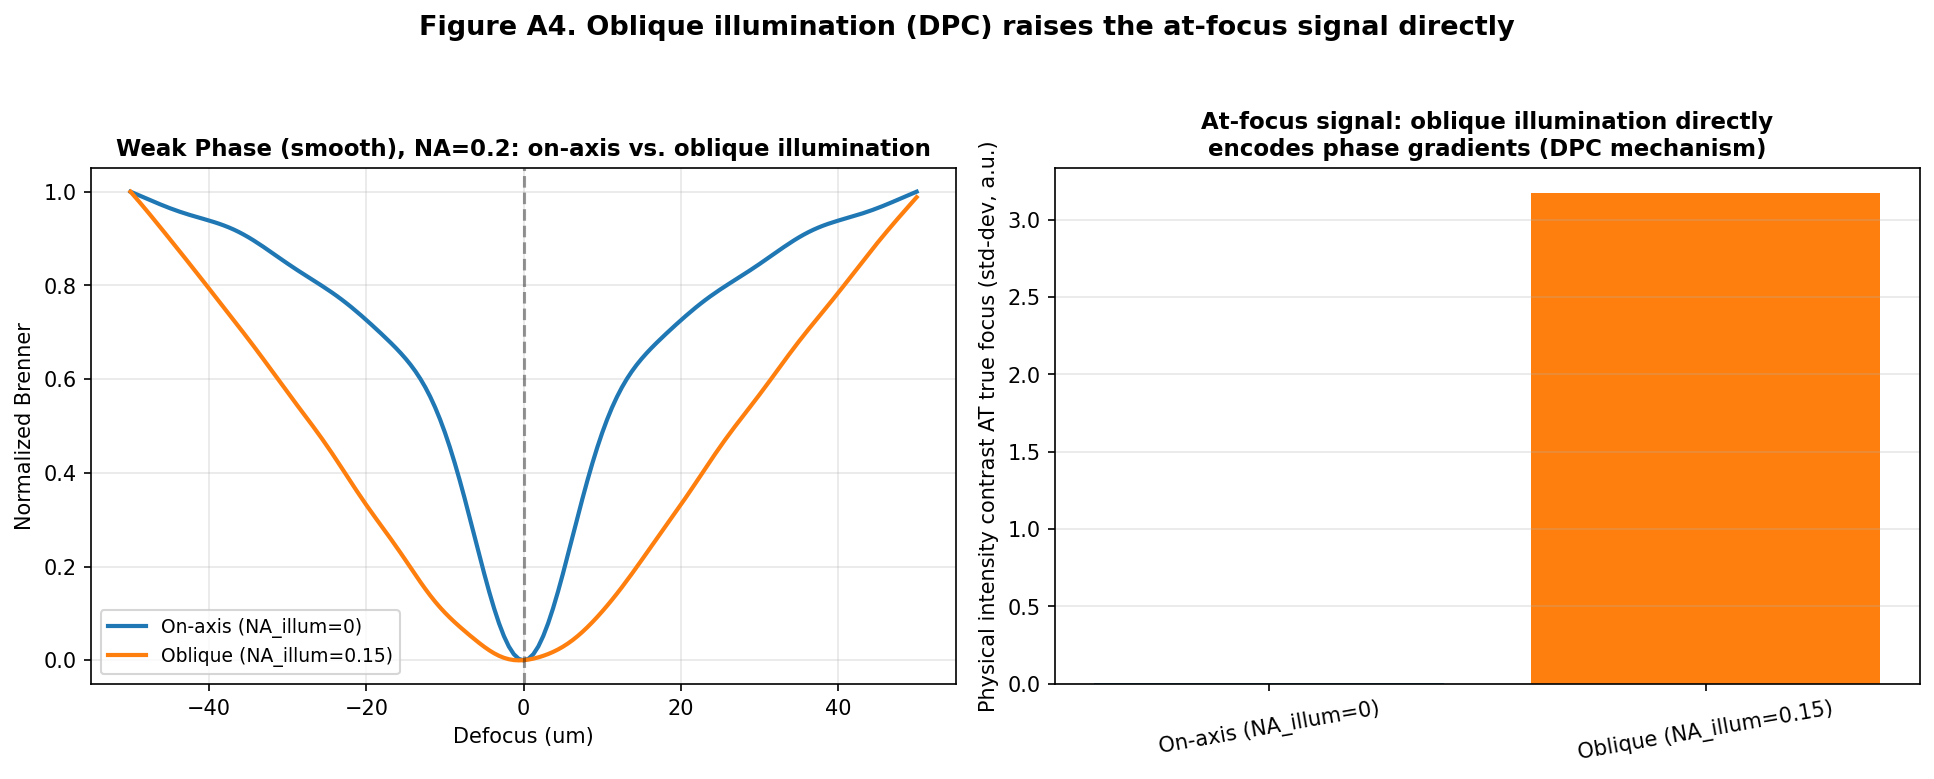 Figure A4. Oblique illumination (DPC) raises the at-focus signal directly
Weak Phase (smooth), NA=0.2: on-axis vs. oblique illumination
Normalized Brenner
1.0
0.8
0.6
0.4
0.2
0.0
On-axis (NA_illum=0)
Oblique (NA_illum=0.15)
−40
−20
0
20
40
Defocus (um)
At-focus signal: oblique illumination directly
encodes phase gradients (DPC mechanism)
Physical intensity contrast AT true focus (std-dev, a.u.)
3.0
2.5
2.0
1.5
1.0
0.5
0.0
On-axis (NA_illum=0)
Oblique (NA_illum=0.15)